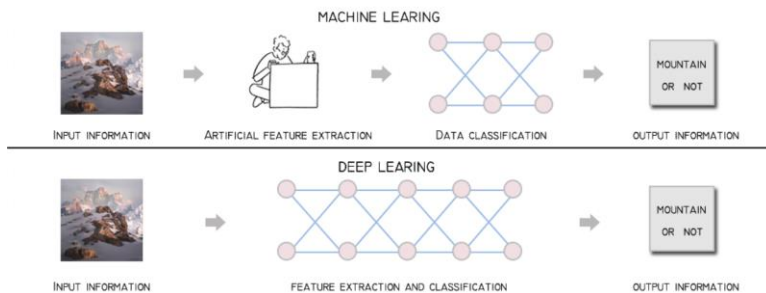 MACHINE LEARING
MOUNTAIN
OR NOT
INPUT INFORMATION
ARTIFICIAL FEATURE EXTRACTION
DATA CLASSIFICATION
OUTPUT INFORMATION
DEEP LEARING
MOUNTAIN
OR NOT
INPUT INFORMATION
FEATURE EXTRACTION AND CLASSIFICATION
OUTPUT INFORMATION